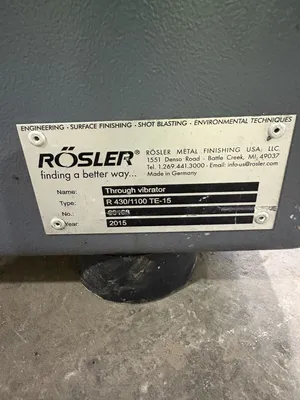 ENGINEERING - SURFACE FINISHING - SHOT BLASTING - ENVIRONMENTAL TECHNIQUES
RÖSLER®
finding a better way...
RÖSLER METAL FINISHING USA, LLC.
1551 Denso Road - Battle Creek, MI, 49037
Tel. 1.269.441.3000 - Email: info-us@rosler.com
Made in Germany
Name: Through vibrator
Type: R 430/1100 TE-15
No.:
Year: 2015